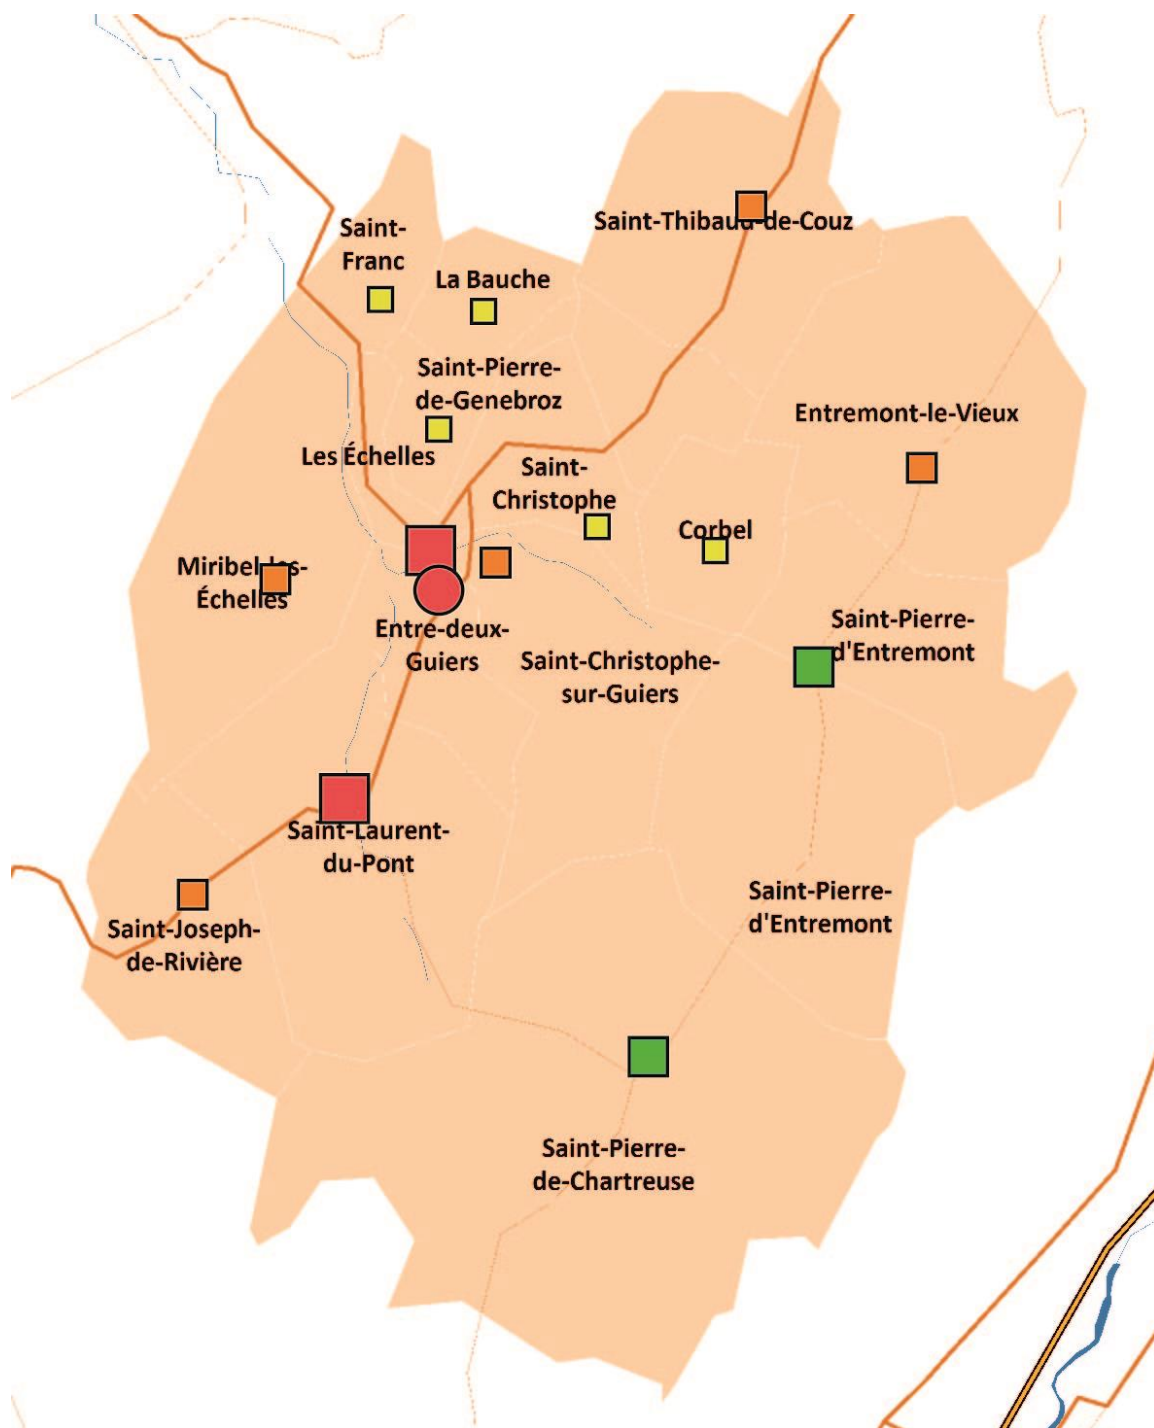 Saint-Thibaud-de-Couz
Saint-
Franc
La Bauche
Saint-Pierre-
de-Genebroz
Entremont-le-Vieux
Les Échelles
Saint-
Christophe
Corbel
Miribel-les-
Échelles
Entre-deux-
Guiers
Saint-Christophe-
sur-Guiers
Saint-Pierre-
d'Entremont
Saint-Laurent-
du-Pont
Saint-Pierre-
d'Entremont
Saint-Joseph-
de-Rivière
Saint-Pierre-
de-Chartreuse